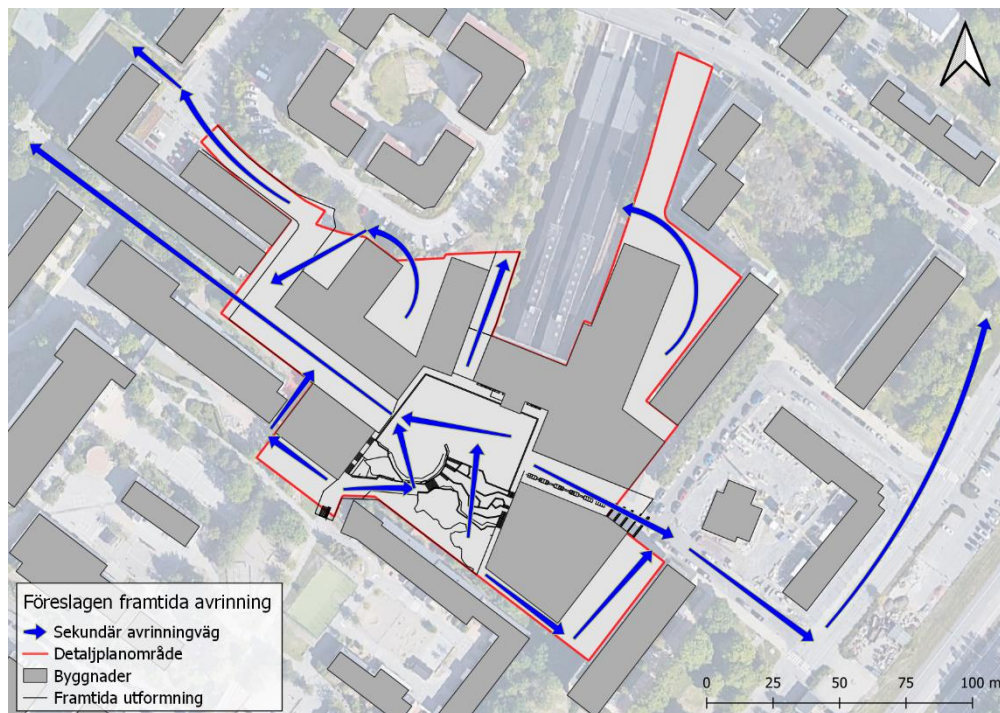 Föreslagen framtida avrinning
Sekundär avrinningväg
Detaljplanområde
Byggnader
Framtida utformning
0 25 50 75 100 m